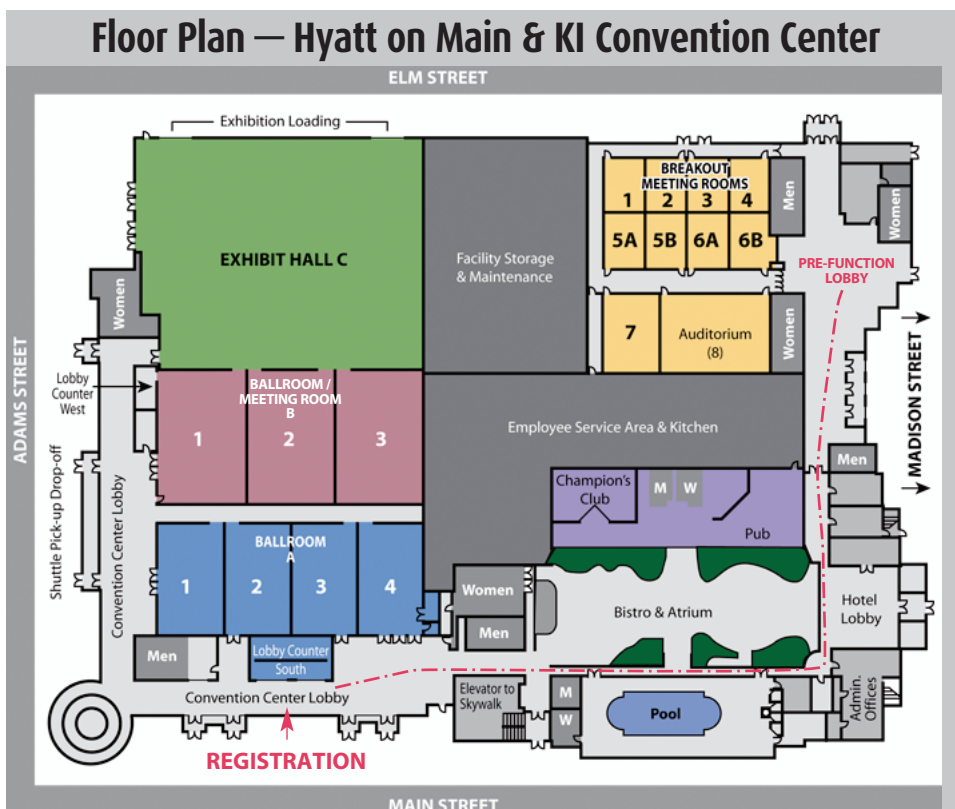 Floor Plan — Hyatt on Main & KI Convention Center
ELM STREET
Exhibition Loading
BREAKOUT
MEETING ROOMS
1
2
3
4
Men
Women
5A
5B
6A
6B
EXHIBIT HALL C
Facility Storage
& Maintenance
PRE-FUNCTION
LOBBY
Women
7
Auditorium
(8)
Women
MADISON STREET
ADAMS STREET
Lobby
Counter
West
BALLROOM /
MEETING ROOM
B
1
2
3
Employee Service Area & Kitchen
Men
Champion's
Club
M
W
Pub
Shuttle Pick-up Drop-off
Convention Center Lobby
BALLROOM
A
1
2
3
4
Women
Men
Bistro & Atrium
Hotel
Lobby
Men
Lobby Counter
South
Convention Center Lobby
Elevator to
Skywalk
M
W
Pool
Admin.
Offices
REGISTRATION
MAIN STREET